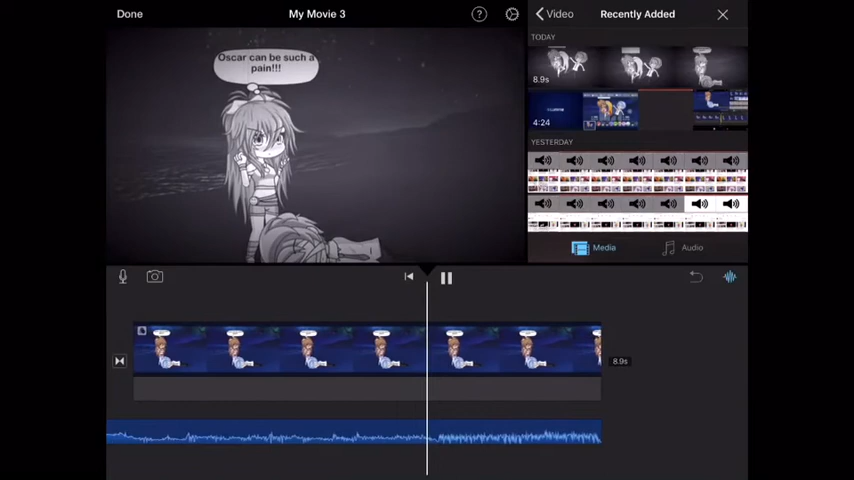 Done
My Movie 3
Video
Recently Added
TODAY
8.9s
4:24
YESTERDAY
Media
Audio
Oscar can be such a
pain!!!
8.9s